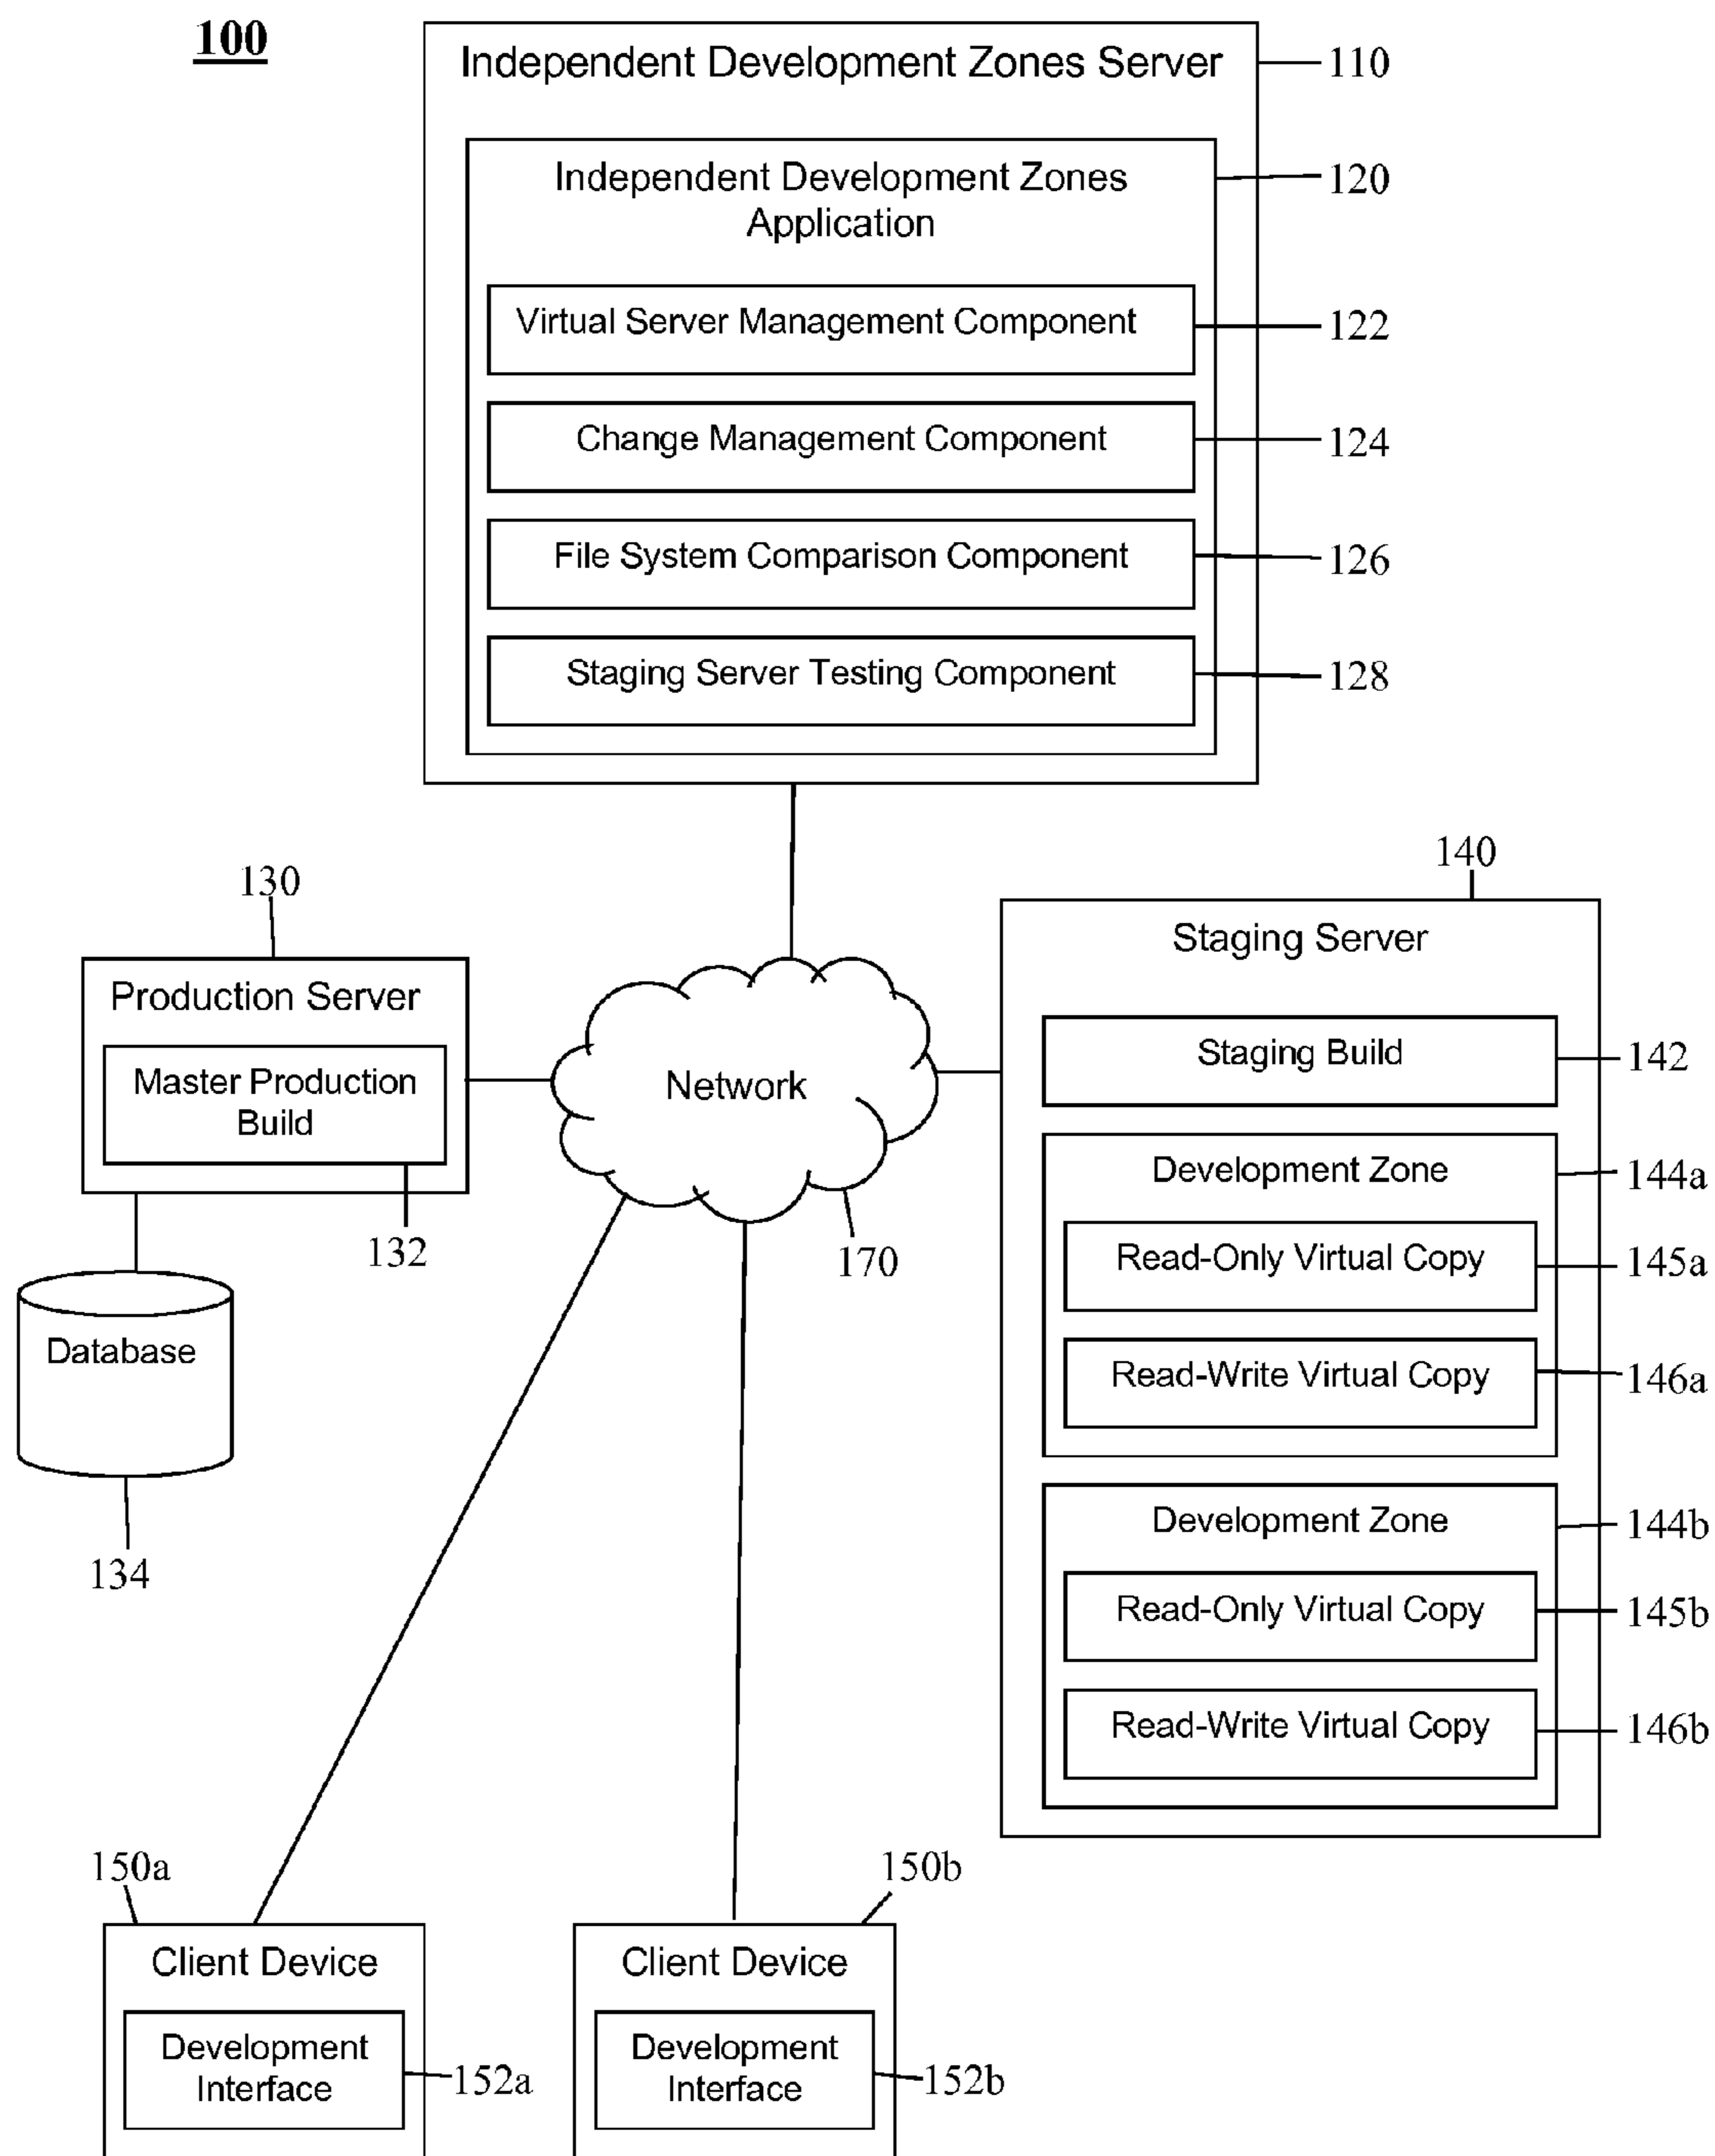 100
Independent Development Zones Server
110
Independent Development Zones
Application
120
Virtual Server Management Component
122
Change Management Component
124
File System Comparison Component
126
Staging Server Testing Component
128
130
Production Server
Master Production
Build
132
Database
134
Network
170
140
Staging Server
Staging Build
142
Development Zone
144a
Read-Only Virtual Copy
145a
Read-Write Virtual Copy
146a
Development Zone
144b
Read-Only Virtual Copy
145b
Read-Write Virtual Copy
146b
150a
Client Device
Development
Interface
152a
150b
Client Device
Development
Interface
152b